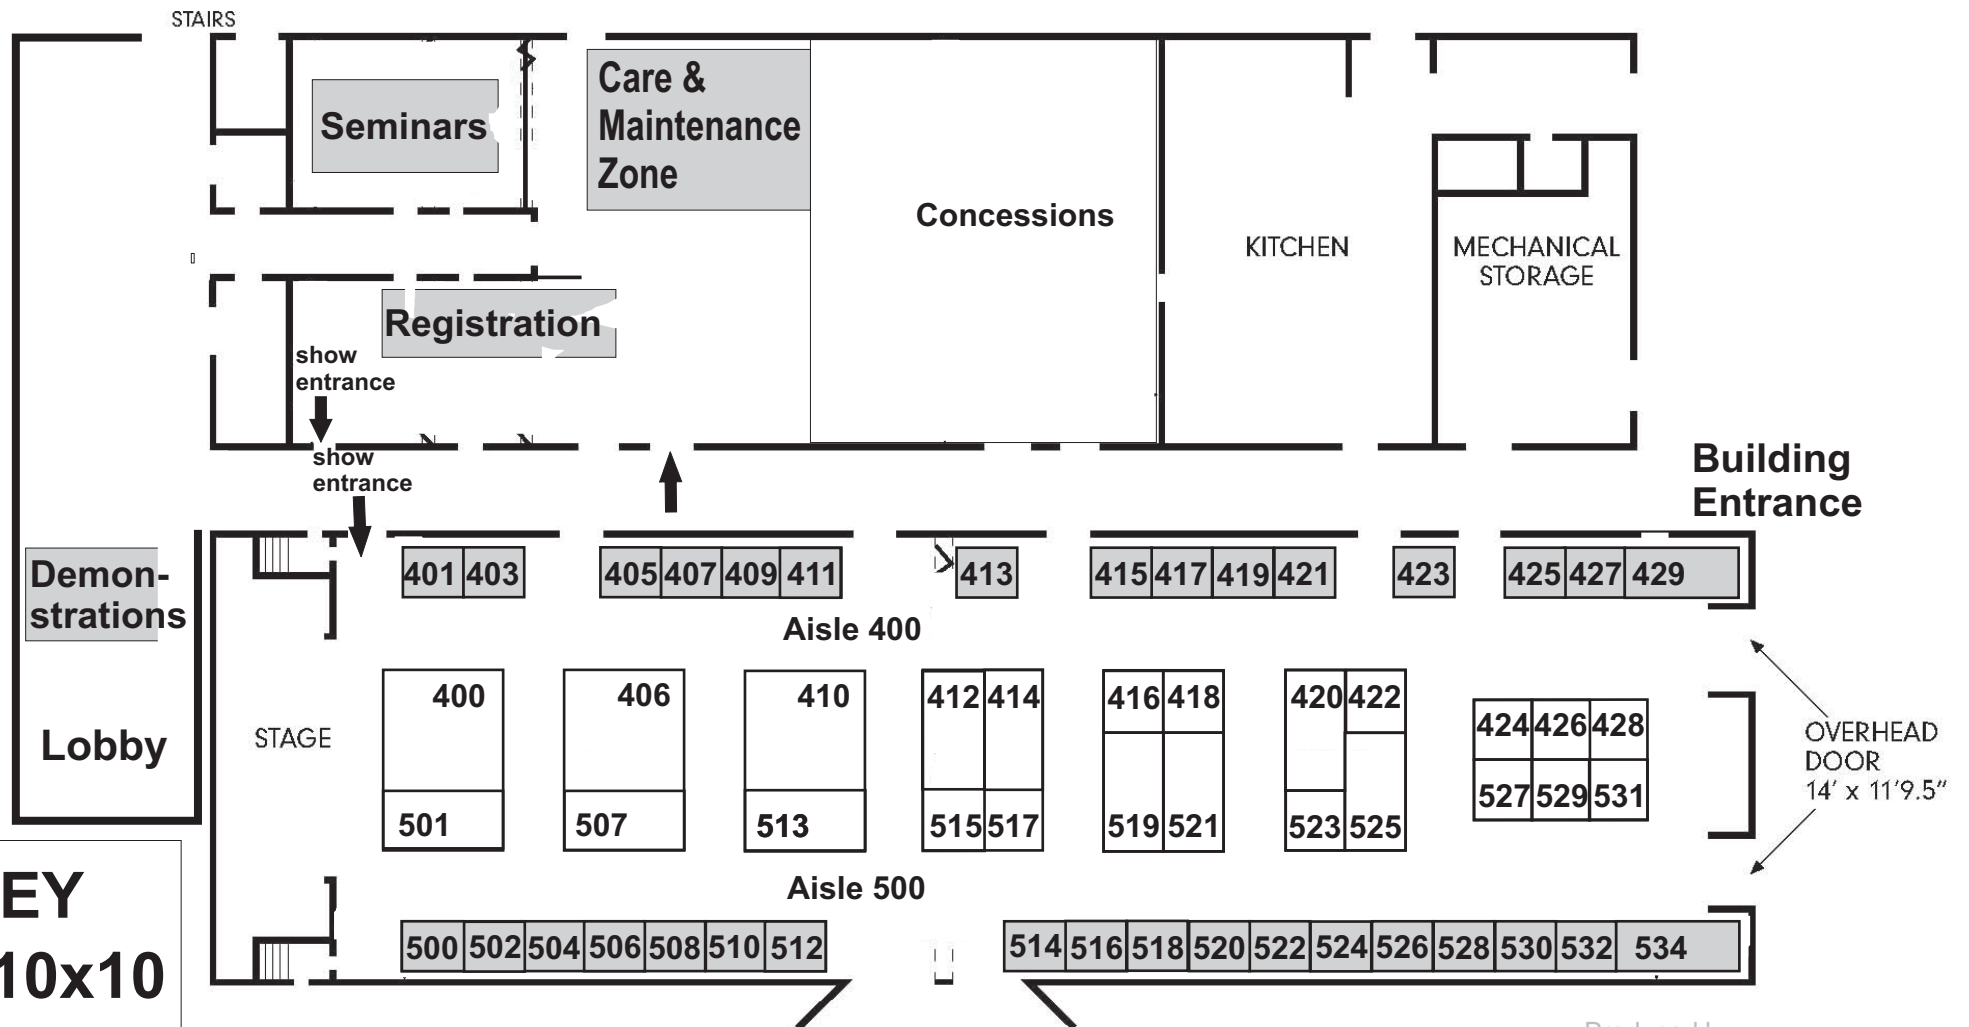 STAIRS
Care &
Maintenance
Zone
Seminars
Concessions
KITCHEN
MECHANICAL
STORAGE
Registration
show
entrance
show
entrance
Building
Entrance
Demon-
strations
401 403 405 407 409 411 413 415 417 419 421 423 425 427 429
Aisle 400
400 406 410 412 414 416 418 420 422
424 426 428
Lobby
STAGE
OVERHEAD
DOOR
14' x 11'9.5"
527 529 531
501 507 513 515 517 519 521 523 525
Aisle 500
EY
10x10
500 502 504 506 508 510 512 514 516 518 520 522 524 526 528 530 532 534